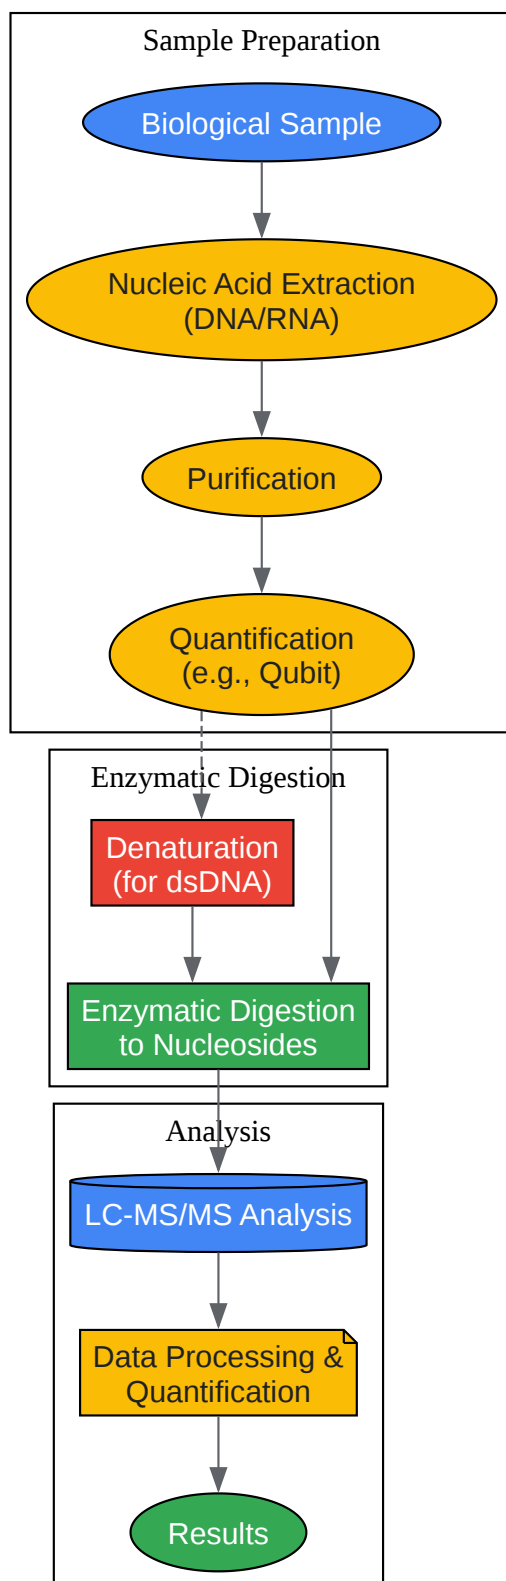 Sample Preparation
Biological Sample
Nucleic Acid Extraction
(DNA/RNA)
Purification
Quantification
(e.g., Qubit)
Enzymatic Digestion
Denaturation
(for dsDNA)
Enzymatic Digestion
to Nucleosides
Analysis
LC-MS/MS Analysis
Data Processing &
Quantification
Results